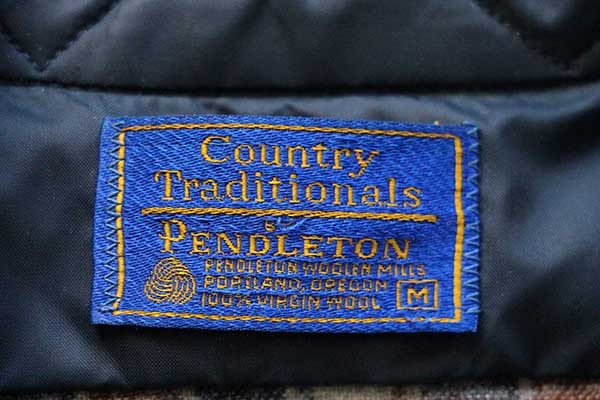 Country
Traditionals
by
PENDLETON
PENDLETON WOOLEN MILLS
PORTLAND, OREGON
100% VIRGIN WOOL
M